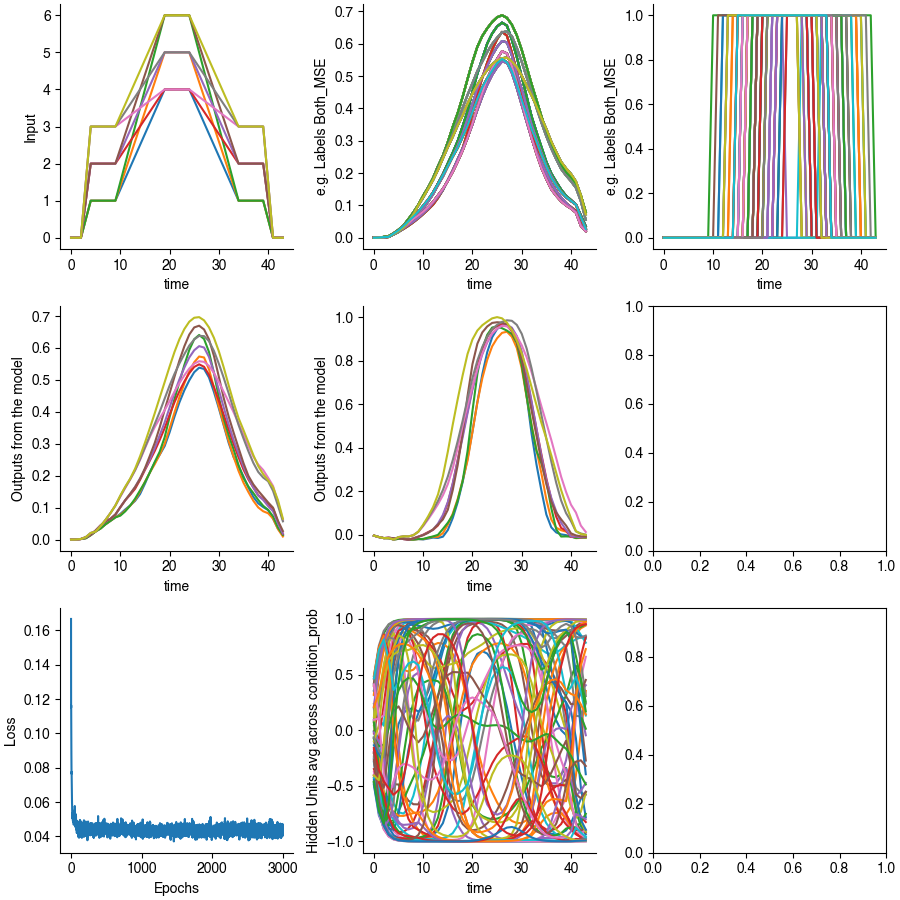 6
5
4
3
2
1
0
Input
0 10 20 30 40
time
0.7
0.6
0.5
0.4
0.3
0.2
0.1
0.0
e.g. Labels Both_MSE
0 10 20 30 40
time
1.0
0.8
0.6
0.4
0.2
0.0
e.g. Labels Both_MSE
0 10 20 30 40
time
0.7
0.6
0.5
0.4
0.3
0.2
0.1
0.0
Outputs from the model
0 10 20 30 40
time
1.0
0.8
0.6
0.4
0.2
0.0
Outputs from the model
0 10 20 30 40
time
1.0
0.8
0.6
0.4
0.2
0.0
0.0 0.2 0.4 0.6 0.8 1.0
0.16
0.14
0.12
0.10
0.08
0.06
0.04
Loss
0 1000 2000 3000
Epochs
1.0
0.5
0.0
−0.5
−1.0
Hidden Units avg across condition_prob
0 10 20 30 40
time
1.0
0.8
0.6
0.4
0.2
0.0
0.0 0.2 0.4 0.6 0.8 1.0